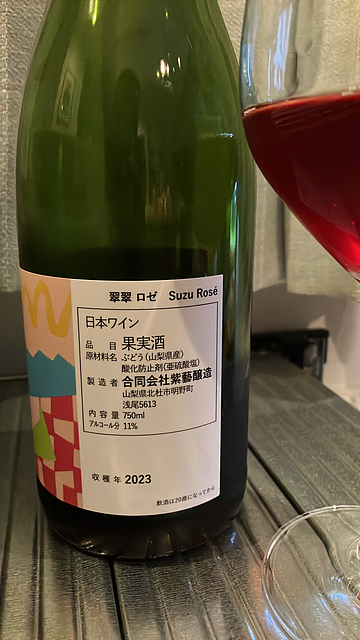 翠翠 ロゼ Suzu Rosé
日本ワイン
品 目 果実酒
原材料名 ぶどう(山梨県産)
酸化防止剤(亜硫酸塩)
製造者 合同会社紫藝醸造
山梨県北杜市明野町
浅尾5613
内容量 750ml
アルコール分 11%
収穫年 2023
飲酒は20歳になってから